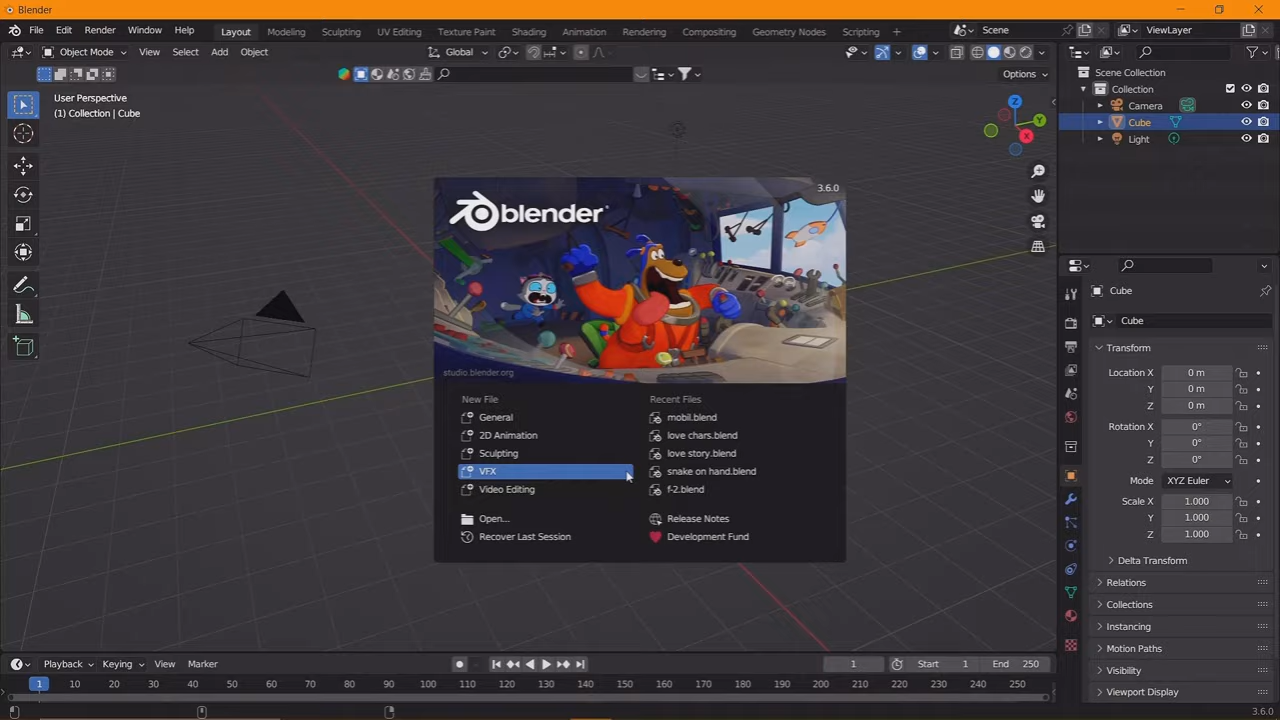 Blender
File Edit Render Window Help Layout Modeling Sculpting UV Editing Texture Paint Shading Animation Rendering Compositing Geometry Nodes Scripting + Scene ViewLayer
Object Mode View Select Add Object Global
Options
User Perspective
(1) Collection | Cube
Scene Collection
Collection
Camera
Cube
Light
Z
Y
X
3.6.0
blender
studio.blender.org
New File
General
2D Animation
Sculpting
VFX
Video Editing
Open...
Recover Last Session
Recent Files
mobil.blend
love chars.blend
love story.blend
snake on hand.blend
f-2.blend
Release Notes
Development Fund
Cube
Cube
Transform
Location X 0 m
Y 0 m
Z 0 m
Rotation X 0°
Y 0°
Z 0°
Mode XYZ Euler
Scale X 1.000
Y 1.000
Z 1.000
Delta Transform
Relations
Collections
Instancing
Motion Paths
Visibility
Viewport Display
Playback Keying View Marker 1 Start 1 End 250
1 10 20 30 40 50 60 70 80 90 100 110 120 130 140 150 160 170 180 190 200 210 220 230 240 250
3.6.0